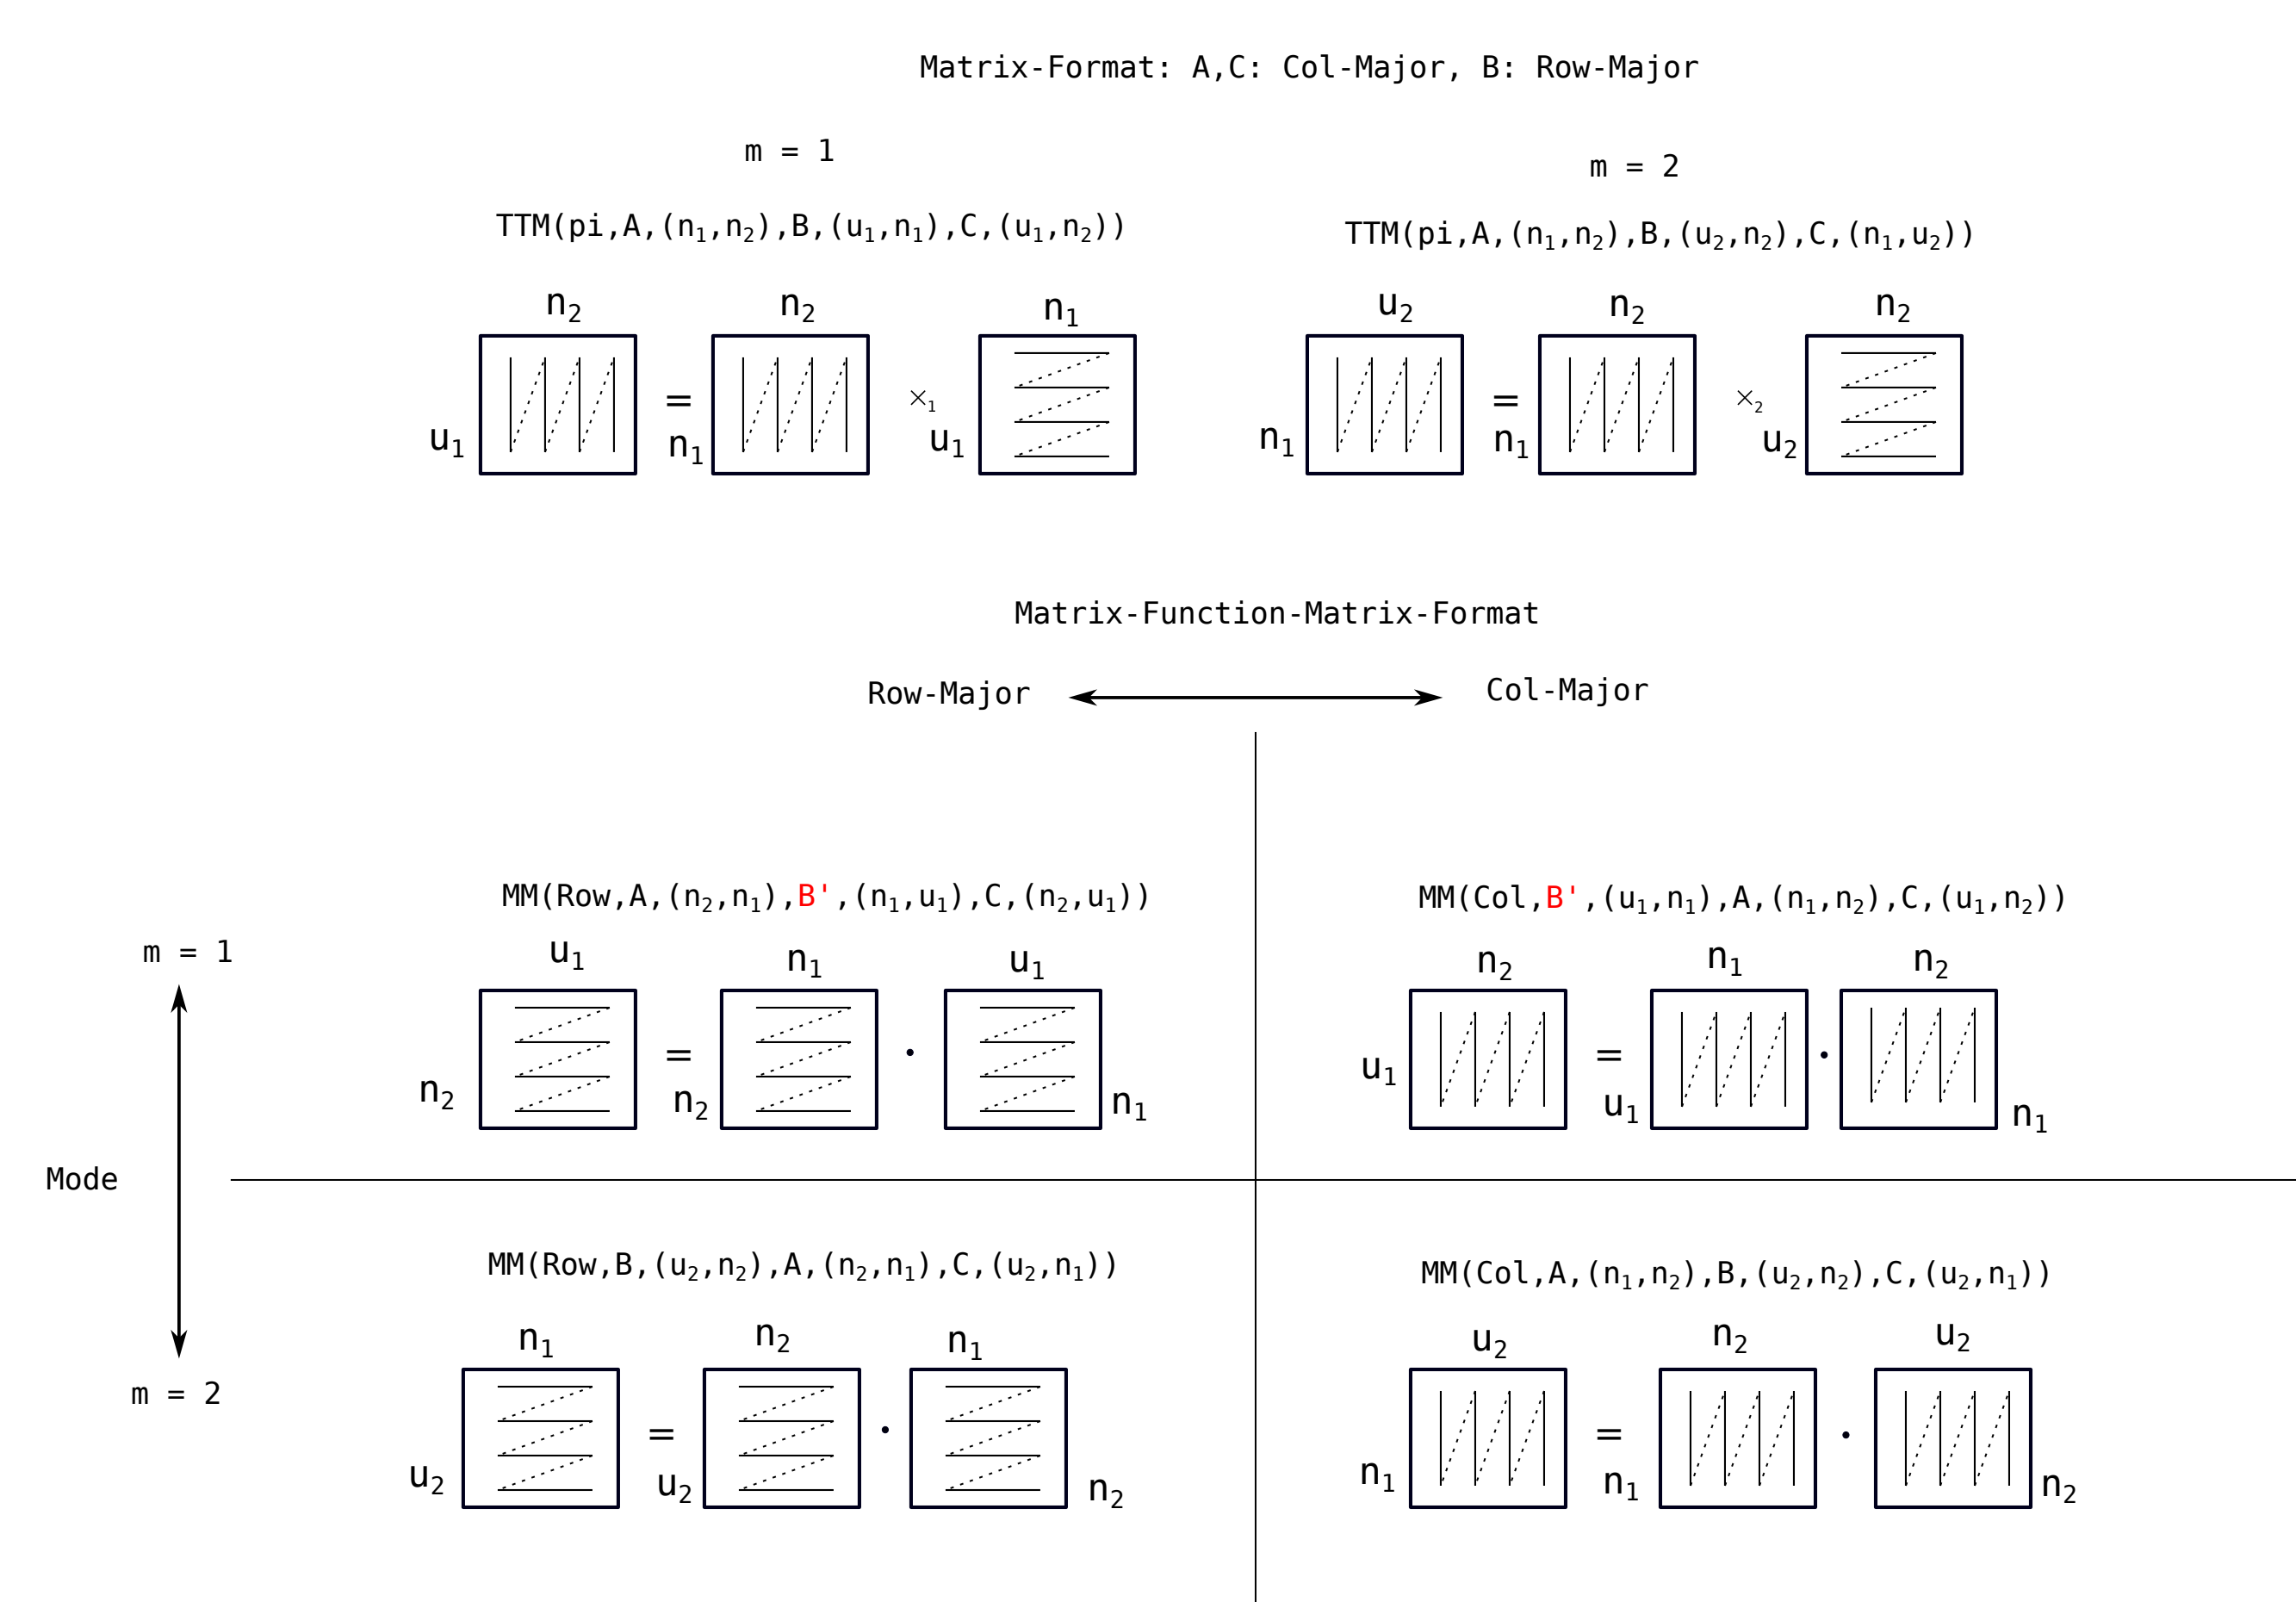 Matrix-Format: A,C: Col-Major, B: Row-Major
m = 1
m = 2
TTM(pi,A,(n₁,n₂),B,(u₁,n₁),C,(u₁,n₂))
TTM(pi,A,(n₁,n₂),B,(u₂,n₂),C,(n₁,u₂))
n₂ n₂ n₁
u₁ = n₁ ×₁ u₁
u₂ n₂ n₂
n₁ = n₁ ×₂ u₂
Matrix-Function-Matrix-Format
Row-Major
Col-Major
Mode
m = 1
m = 2
MM(Row,A,(n₂,n₁),B',(n₁,u₁),C,(n₂,u₁))
u₁ n₁ u₁
n₂ = n₂ · n₁
MM(Col,B',(u₁,n₁),A,(n₁,n₂),C,(u₁,n₂))
n₂ n₁ n₂
u₁ = u₁ · n₁
MM(Row,B,(u₂,n₂),A,(n₂,n₁),C,(u₂,n₁))
n₁ n₂ n₁
u₂ = u₂ · n₂
MM(Col,A,(n₁,n₂),B,(u₂,n₂),C,(u₂,n₁))
u₂ n₂ u₂
n₁ = n₁ · n₂